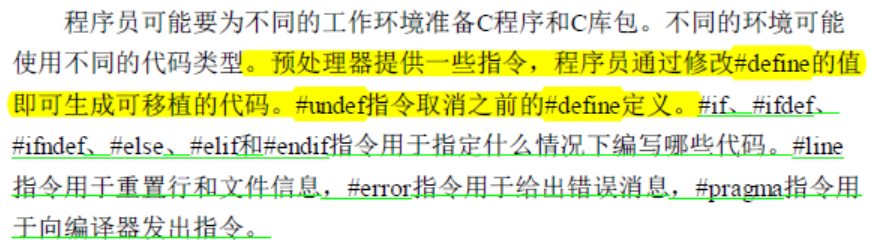 程序员可能要为不同的工作环境准备C程序和C库包。不同的环境可能
使用不同的代码类型。预处理器提供一些指令，程序员通过修改#define的值
即可生成可移植的代码。#undef指令取消之前的#define定义。#if、#ifdef、
#ifndef、#else、#elif和#endif指令用于指定什么情况下编写哪些代码。#line
指令用于重置行和文件信息，#error指令用于给出错误消息，#pragma指令用
于向编译器发出指令。